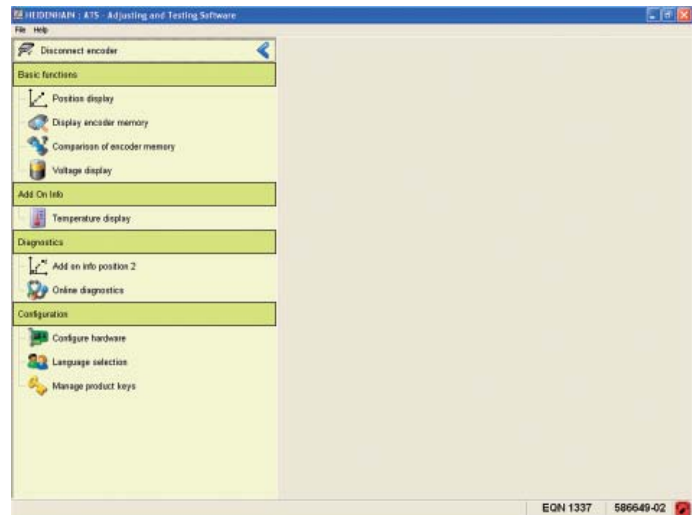 HEIDENHAIN : ATS - Adjusting and Testing Software
File Help
Disconnect encoder
Basic functions
Position display
Display encoder memory
Comparison of encoder memory
Voltage display
Add On Info
Temperature display
Diagnostics
Add on info position 2
Online diagnostics
Configuration
Configure hardware
Language selection
Manage product keys
EQN 1337 586649-02